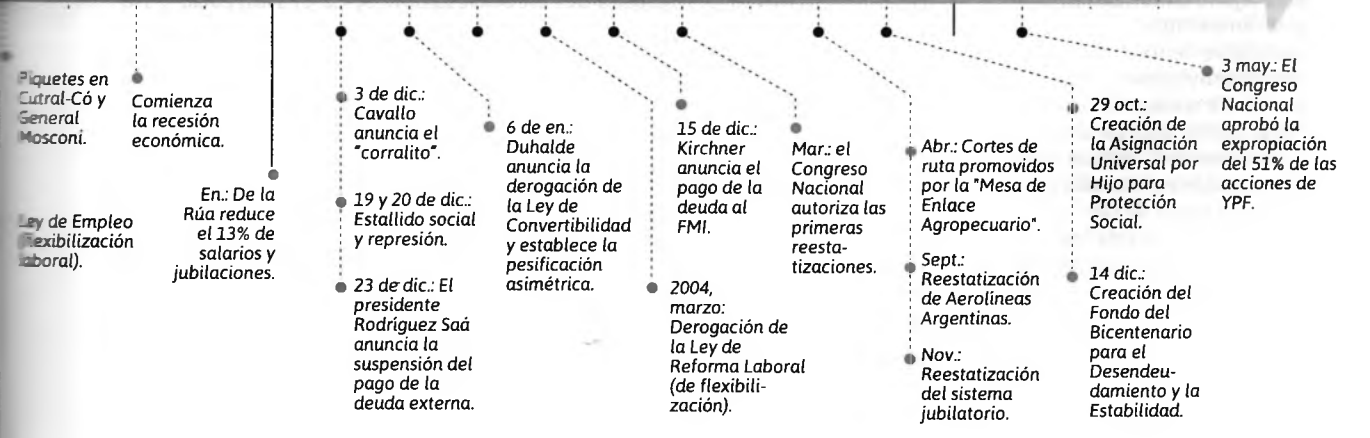 Piquetes en
Cutral-Có y
General
Mosconi.
Ley de Empleo
(flexibilización
laboral).
Comienza
la recesión
económica.
En.: De la
Rúa reduce
el 13% de
salarios y
jubilaciones.
3 de dic.:
Cavallo
anuncia el
"corralito".
19 y 20 de dic.:
Estallido social
y represión.
23 de dic.: El
presidente
Rodríguez Saá
anuncia la
suspensión del
pago de la
deuda externa.
6 de en.:
Duhalde
anuncia la
derogación de
la Ley de
Convertibilidad
y establece la
pesificación
asimétrica.
2004,
marzo:
Derogación de
la Ley de
Reforma Laboral
(de flexibili-
zación).
15 de dic.:
Kirchner
anuncia el
pago de la
deuda al
FMI.
Mar.: el
Congreso
Nacional
autoriza las
primeras
reesta-
tizaciones.
Abr.: Cortes de
ruta promovidos
por la "Mesa de
Enlace
Agropecuario".
Sept.:
Reestatización
de Aerolíneas
Argentinas.
Nov.:
Reestatización
del sistema
jubilatorio.
29 oct.:
Creación de
la Asignación
Universal por
Hijo para
Protección
Social.
14 dic.:
Creación del
Fondo del
Bicentenario
para el
Desendeu-
damiento y la
Estabilidad.
3 may.: El
Congreso
Nacional
aprobó la
expropiación
del 51% de las
acciones de
YPF.